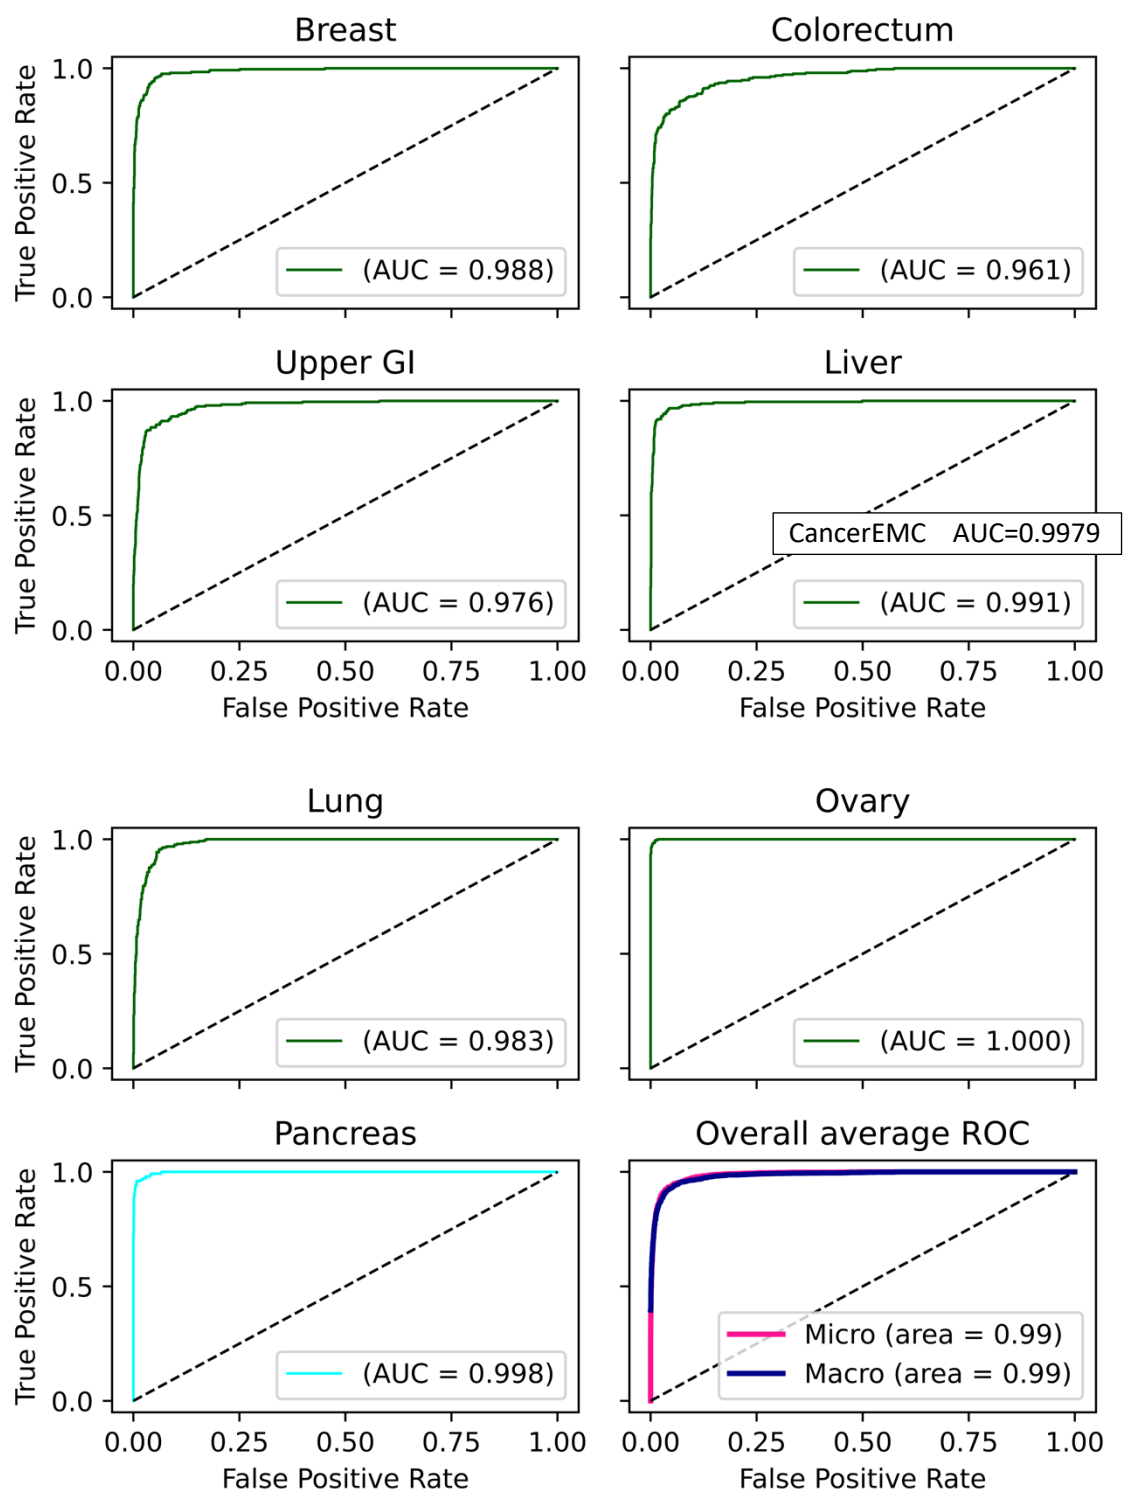 Breast
Colorectum
True Positive Rate
1.0
0.5
0.0
(AUC = 0.988)
(AUC = 0.961)
Upper GI
Liver
True Positive Rate
1.0
0.5
0.0
CancerEMC AUC=0.9979
(AUC = 0.976)
(AUC = 0.991)
0.00 0.25 0.50 0.75 1.00
0.00 0.25 0.50 0.75 1.00
False Positive Rate
False Positive Rate
Lung
Ovary
True Positive Rate
1.0
0.5
0.0
(AUC = 0.983)
(AUC = 1.000)
Pancreas
Overall average ROC
True Positive Rate
1.0
0.5
0.0
(AUC = 0.998)
Micro (area = 0.99)
Macro (area = 0.99)
0.00 0.25 0.50 0.75 1.00
0.00 0.25 0.50 0.75 1.00
False Positive Rate
False Positive Rate